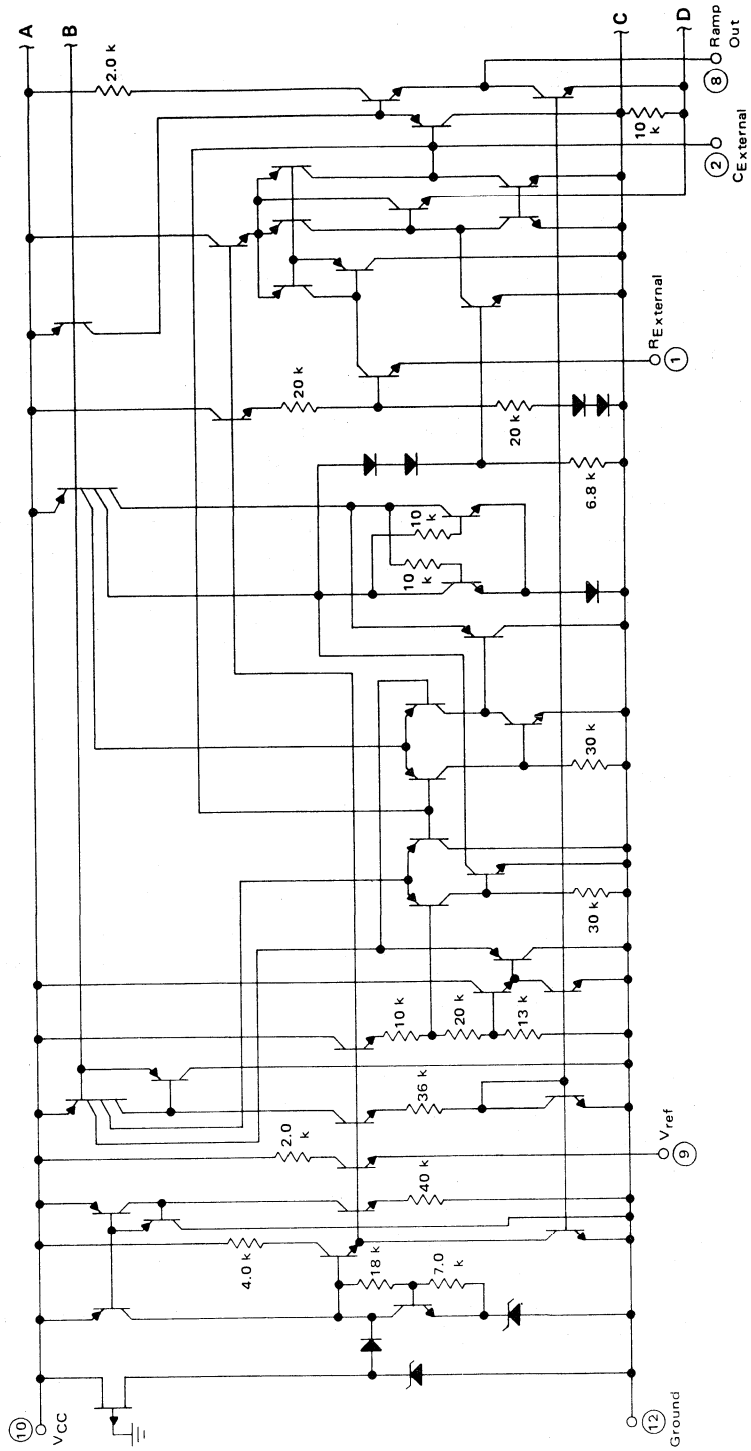 10
VCC
A
B
C
D
12
Ground
4.0 k
18
k
7.0
k
40 k
2.0
k
9
Vref
36 k
10 k
20 k
13 k
30 k
30 k
10
k
10
k
6.8 k
20 k
20 k
1
RExternal
2
CExternal
10
k
2.0 k
8
Ramp
Out